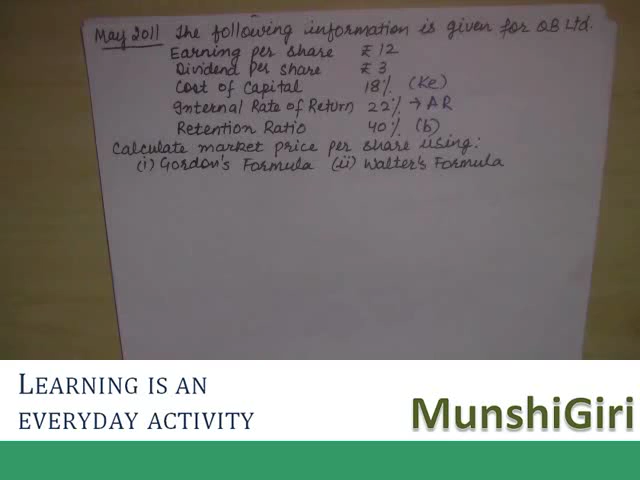 May 2011 The following information is given for QB Ltd.
Earning per share ₹ 12
Dividend per share ₹ 3
Cost of Capital 18% (Ke)
Internal Rate of Return 22% → AR
Retention Ratio 40% (b)
Calculate market price per share using:
(i) Gordon's Formula (ii) Walter's Formula
LEARNING IS AN
EVERYDAY ACTIVITY
MunshiGiri